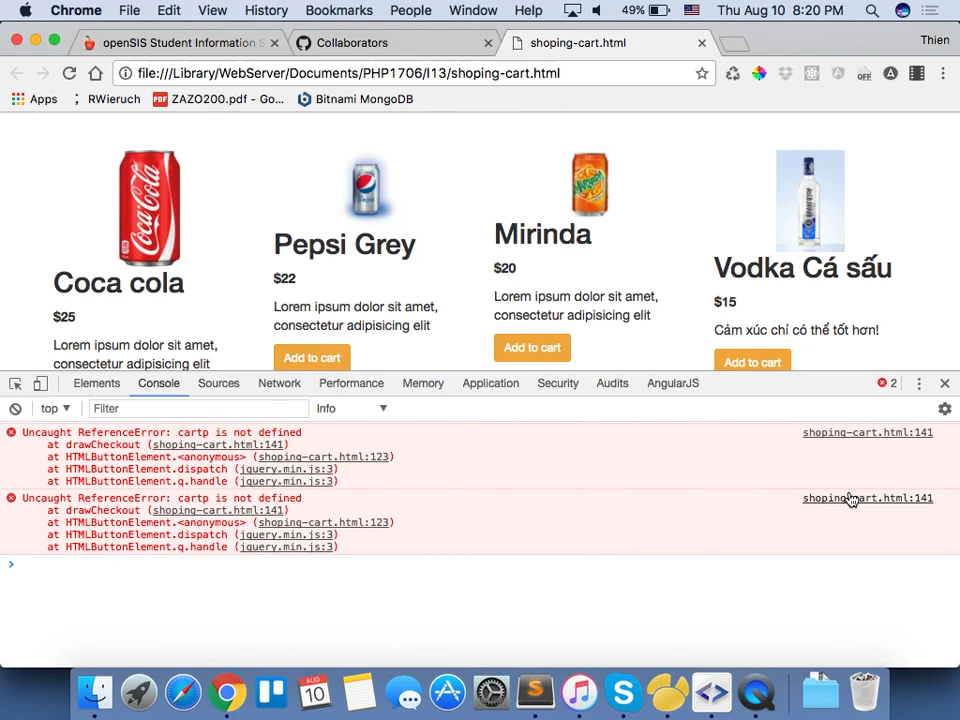 Chrome File Edit View History Bookmarks People Window Help 49% Thu Aug 10 8:20 PM
openSIS Student Information S
Collaborators
shoping-cart.html
Thien
file:///Library/WebServer/Documents/PHP1706/l13/shoping-cart.html
OFF
Apps
RWieruch
PDF ZAZO200.pdf - Go...
Bitnami MongoDB
Coca-Cola
Coca cola
$25
Lorem ipsum dolor sit amet,
consectetur adipisicing elit
Pepsi Grey
$22
Lorem ipsum dolor sit amet,
consectetur adipisicing elit
Add to cart
Mirinda
$20
Lorem ipsum dolor sit amet,
consectetur adipisicing elit
Add to cart
Vodka Cá sấu
$15
Cảm xúc chỉ có thể tốt hơn!
Add to cart
Elements Console Sources Network Performance Memory Application Security Audits AngularJS 2
top Filter Info
Uncaught ReferenceError: cartp is not defined shoping-cart.html:141
at drawCheckout (shoping-cart.html:141)
at HTMLButtonElement.<anonymous> (shoping-cart.html:123)
at HTMLButtonElement.dispatch (jquery.min.js:3)
at HTMLButtonElement.q.handle (jquery.min.js:3)
Uncaught ReferenceError: cartp is not defined shoping-cart.html:141
at drawCheckout (shoping-cart.html:141)
at HTMLButtonElement.<anonymous> (shoping-cart.html:123)
at HTMLButtonElement.dispatch (jquery.min.js:3)
at HTMLButtonElement.q.handle (jquery.min.js:3)
AUG
10